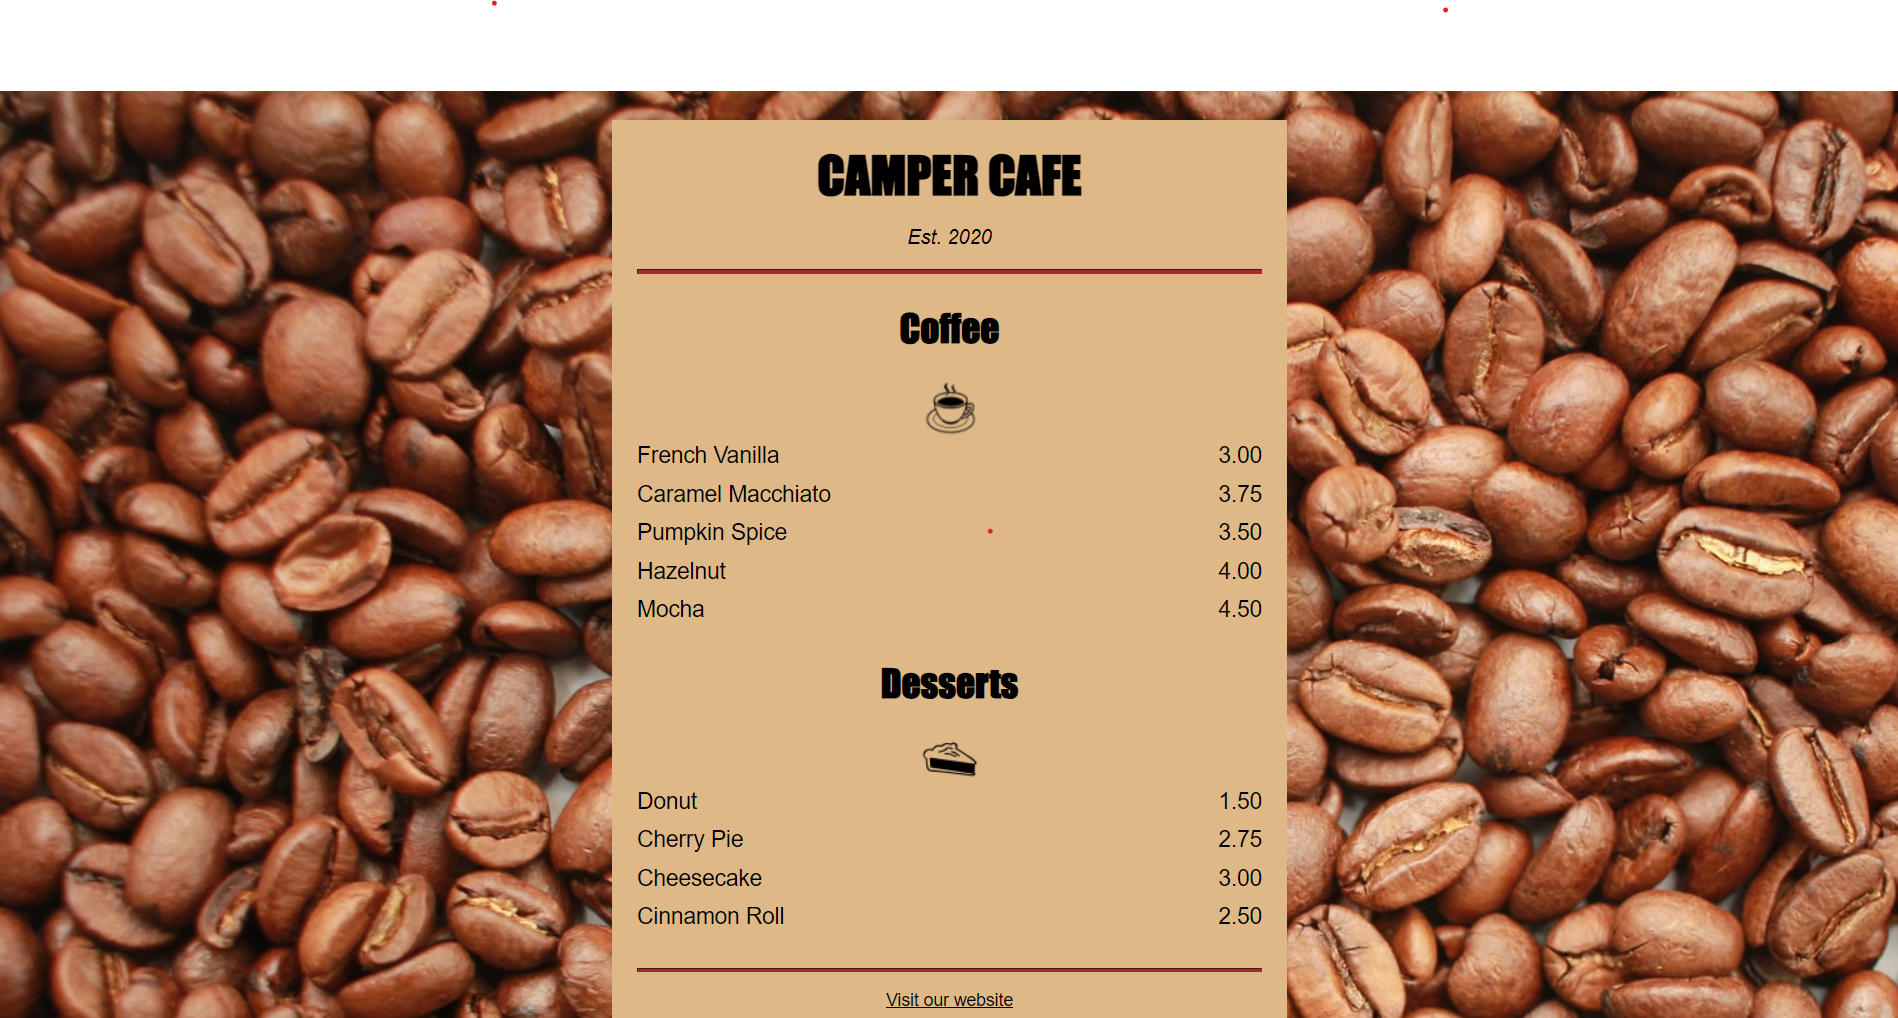 CAMPER CAFE
Est. 2020
Coffee
French Vanilla 3.00
Caramel Macchiato 3.75
Pumpkin Spice 3.50
Hazelnut 4.00
Mocha 4.50
Desserts
Donut 1.50
Cherry Pie 2.75
Cheesecake 3.00
Cinnamon Roll 2.50
Visit our website